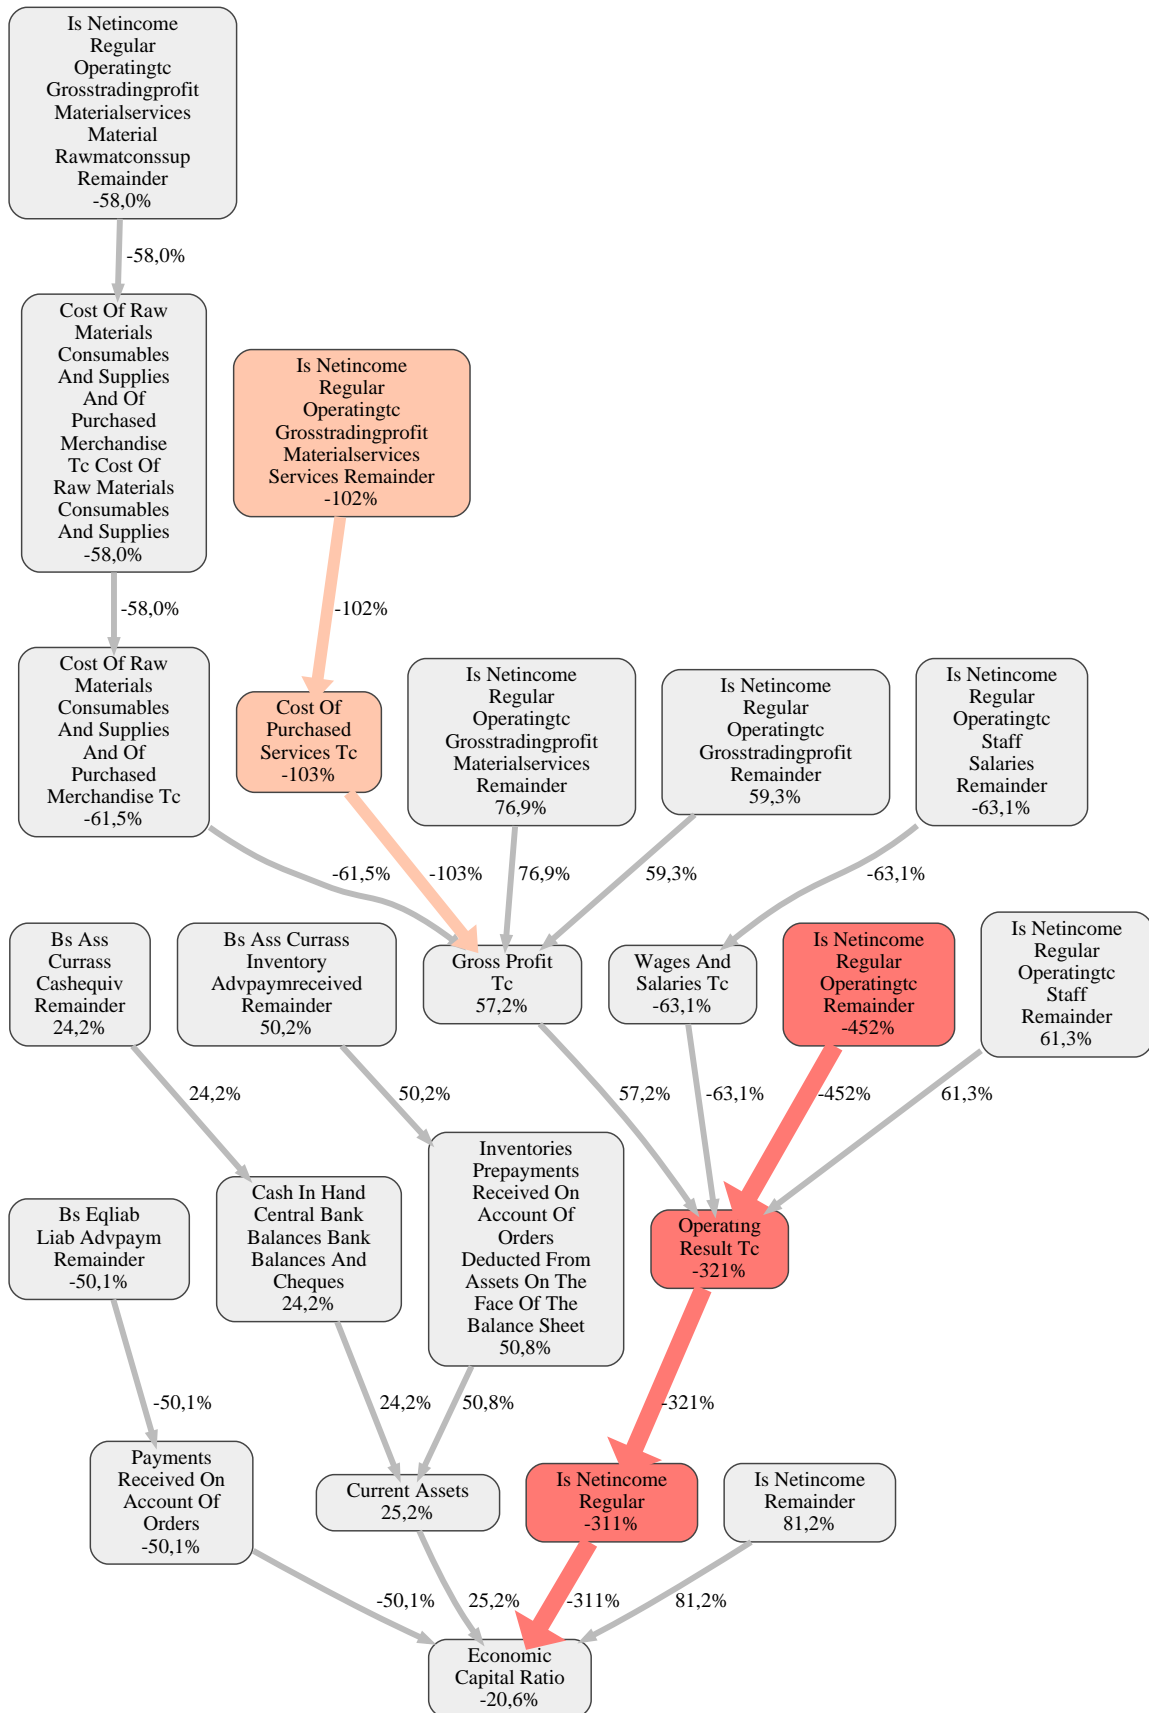 Is Netincome
Regular
Operatingtc
Grosstradingprofit
Materialservices
Material
Rawmatconssup
Remainder
-58,0%
-58,0%
Cost Of Raw
Materials
Consumables
And Supplies
And Of
Purchased
Merchandise
Tc Cost Of
Raw Materials
Consumables
And Supplies
-58,0%
Is Netincome
Regular
Operatingtc
Grosstradingprofit
Materialservices
Services Remainder
-102%
-58,0%
-102%
Cost Of Raw
Materials
Consumables
And Supplies
And Of
Purchased
Merchandise Tc
-61,5%
Cost Of
Purchased
Services Tc
-103%
Is Netincome
Regular
Operatingtc
Grosstradingprofit
Materialservices
Remainder
76,9%
Is Netincome
Regular
Operatingtc
Grosstradingprofit
Remainder
59,3%
Is Netincome
Regular
Operatingtc
Staff
Salaries
Remainder
-63,1%
-61,5%
-103%
76,9%
59,3%
-63,1%
Bs Ass
Currass
Cashequiv
Remainder
24,2%
Bs Ass Currass
Inventory
Advpaymreceived
Remainder
50,2%
Gross Profit
Tc
57,2%
Wages And
Salaries Tc
-63,1%
Is Netincome
Regular
Operatingtc
Remainder
-452%
Is Netincome
Regular
Operatingtc
Staff
Remainder
61,3%
24,2%
50,2%
57,2%
-63,1%
-452%
61,3%
Bs Eqliab
Liab Advpaym
Remainder
-50,1%
Cash In Hand
Central Bank
Balances Bank
Balances And
Cheques
24,2%
Inventories
Prepayments
Received On
Account Of
Orders
Deducted From
Assets On The
Face Of The
Balance Sheet
50,8%
Operating
Result Tc
-321%
-50,1%
24,2%
50,8%
-321%
Payments
Received On
Account Of
Orders
-50,1%
Current Assets
25,2%
Is Netincome
Regular
-311%
Is Netincome
Remainder
81,2%
-50,1%
25,2%
-311%
81,2%
Economic
Capital Ratio
-20,6%